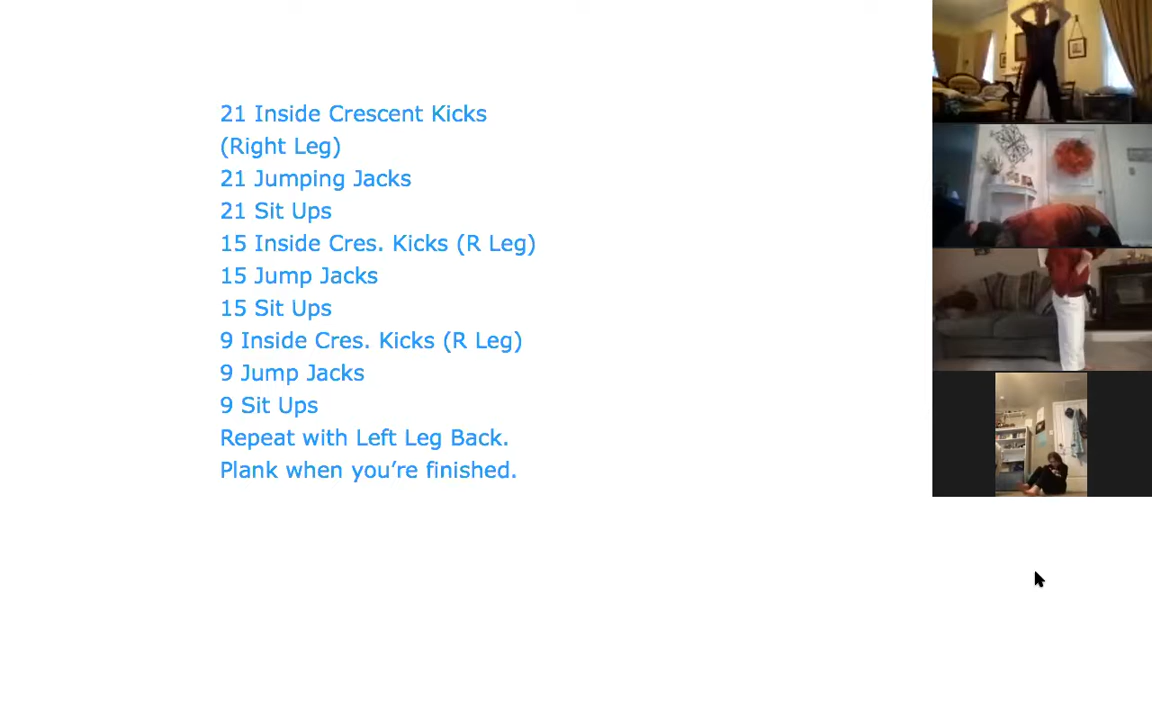 21 Inside Crescent Kicks
(Right Leg)
21 Jumping Jacks
21 Sit Ups
15 Inside Cres. Kicks (R Leg)
15 Jump Jacks
15 Sit Ups
9 Inside Cres. Kicks (R Leg)
9 Jump Jacks
9 Sit Ups
Repeat with Left Leg Back.
Plank when you’re finished.